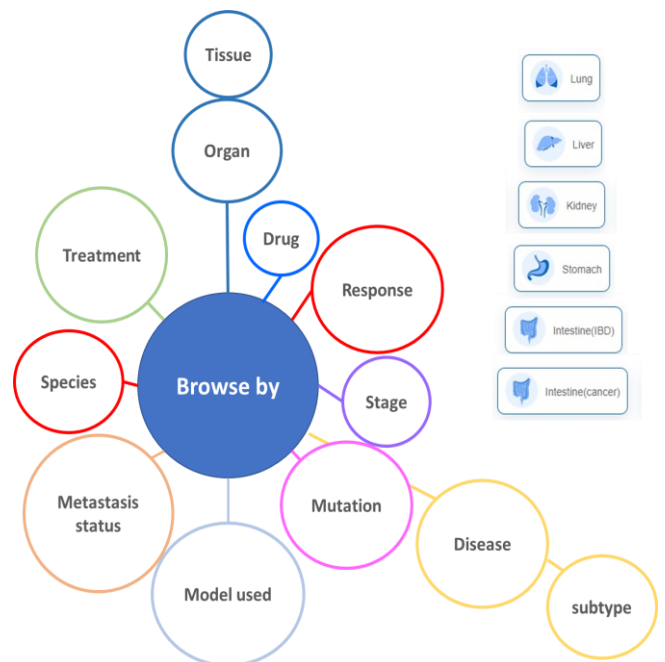 Tissue
Organ
Drug
Treatment
Response
Species
Browse by
Stage
Metastasis
status
Mutation
Model used
Disease
subtype
Lung
Liver
Kidney
Stomach
Intestine(IBD)
Intestine(cancer)